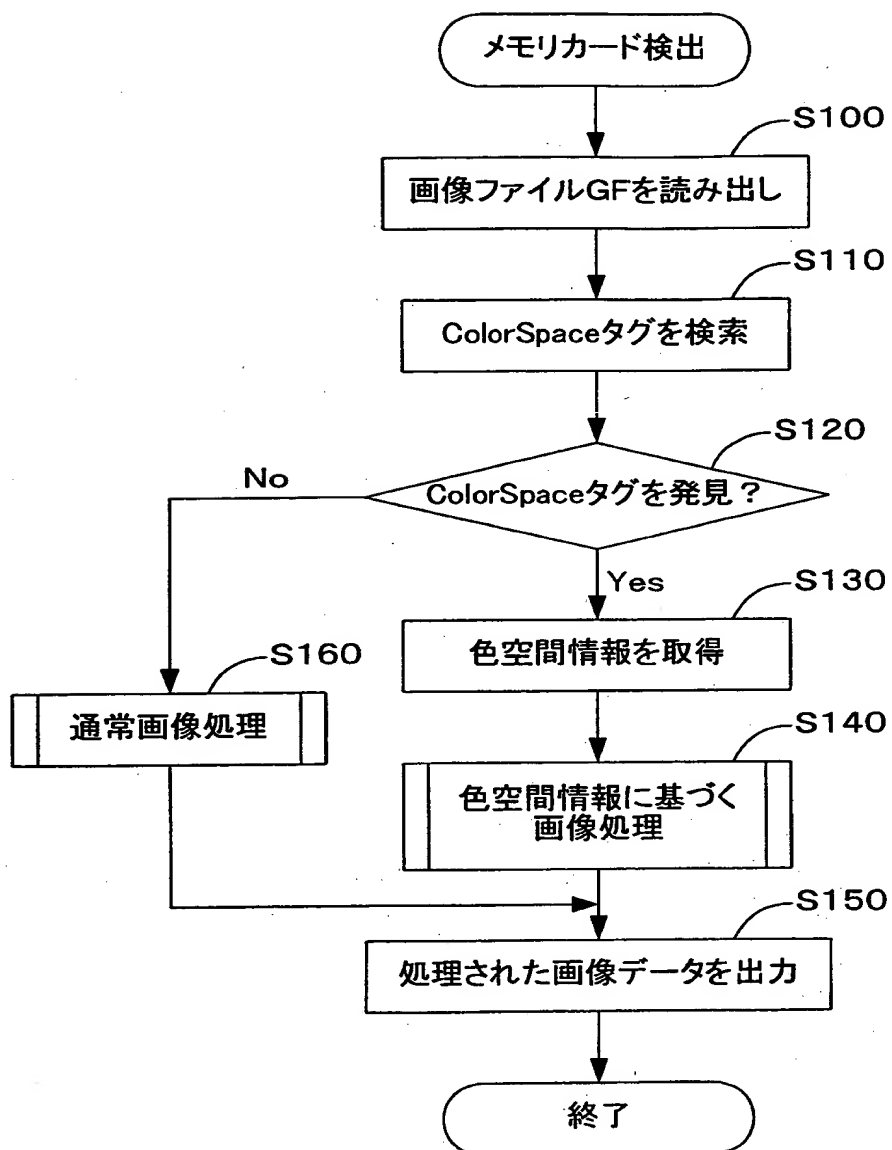 メモリカード検出
S100
画像ファイルGFを読み出し
S110
ColorSpaceタグを検索
S120
ColorSpaceタグを発見？
No
Yes
S130
色空間情報を取得
S160
通常画像処理
S140
色空間情報に基づく
画像処理
S150
処理された画像データを出力
終了